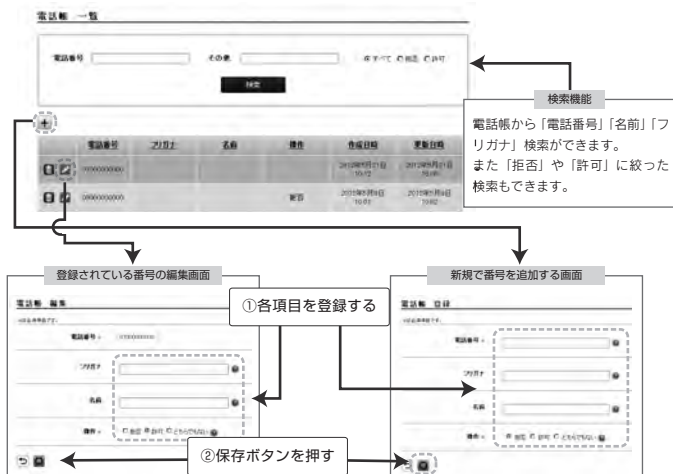 電話帳 一覧
電話番号 その他 すべて 拒否 許可
検索
検索機能
電話帳から「電話番号」「名前」「フ
リガナ」検索ができます。
また「拒否」や「許可」に絞った
検索もできます。
+
電話番号 フリガナ 名前 操作 作成日時 更新日時
登録されている番号の編集画面
新規で番号を追加する画面
電話帳 編集
電話番号
フリガナ
名前
操作 拒否 許可 どちらでもない
①各項目を登録する
電話帳 登録
電話番号
フリガナ
名前
操作 拒否 許可 どちらでもない
②保存ボタンを押す